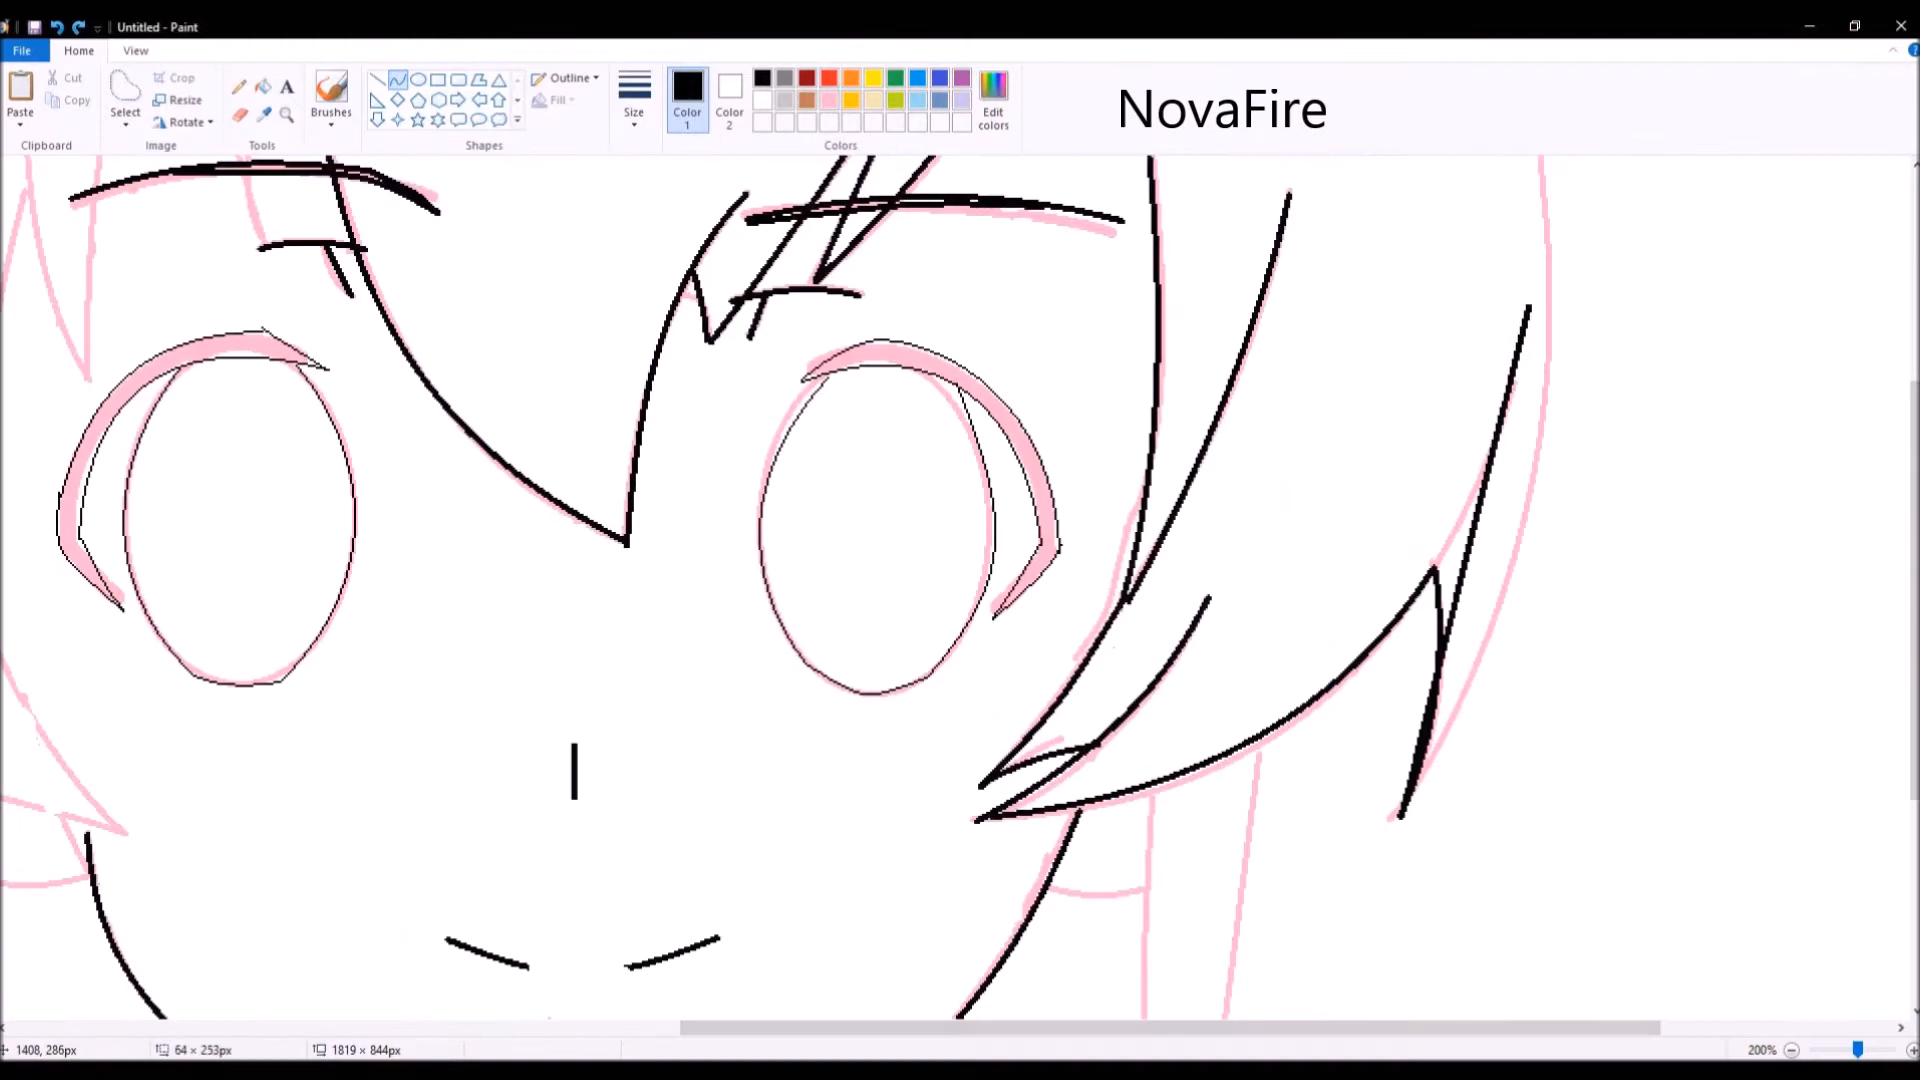 Untitled - Paint
File Home View
Paste
Cut
Copy
Clipboard
Select
Crop
Resize
Rotate
Image
A
Tools
Brushes
Outline
Fill
Shapes
Size
Color
1
Color
2
Edit
colors
Colors
NovaFire
1408, 286px
64 × 253px
1819 × 844px
200%